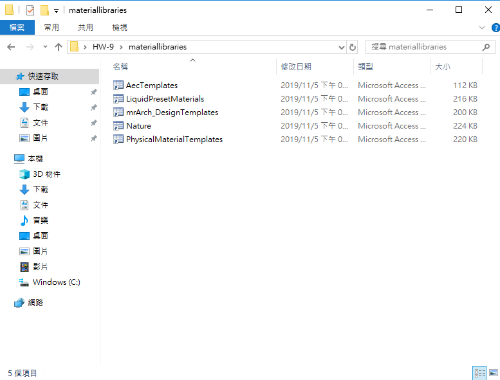 materiallibraries
檔案 常用 共用 檢視
HW-9 materiallibraries 搜尋 materiallibraries
名稱 修改日期 類型 大小
快速存取
桌面
下載
文件
圖片
本機
3D 物件
下載
文件
音樂
桌面
圖片
影片
Windows (C:)
網路
AecTemplates 2019/11/5 下午 0... Microsoft Access ... 112 KB
LiquidPresetMaterials 2019/11/5 下午 0... Microsoft Access ... 216 KB
mrArch_DesignTemplates 2019/11/5 下午 0... Microsoft Access ... 200 KB
Nature 2019/11/5 下午 0... Microsoft Access ... 224 KB
PhysicalMaterialTemplates 2019/11/5 下午 0... Microsoft Access ... 220 KB
5 個項目